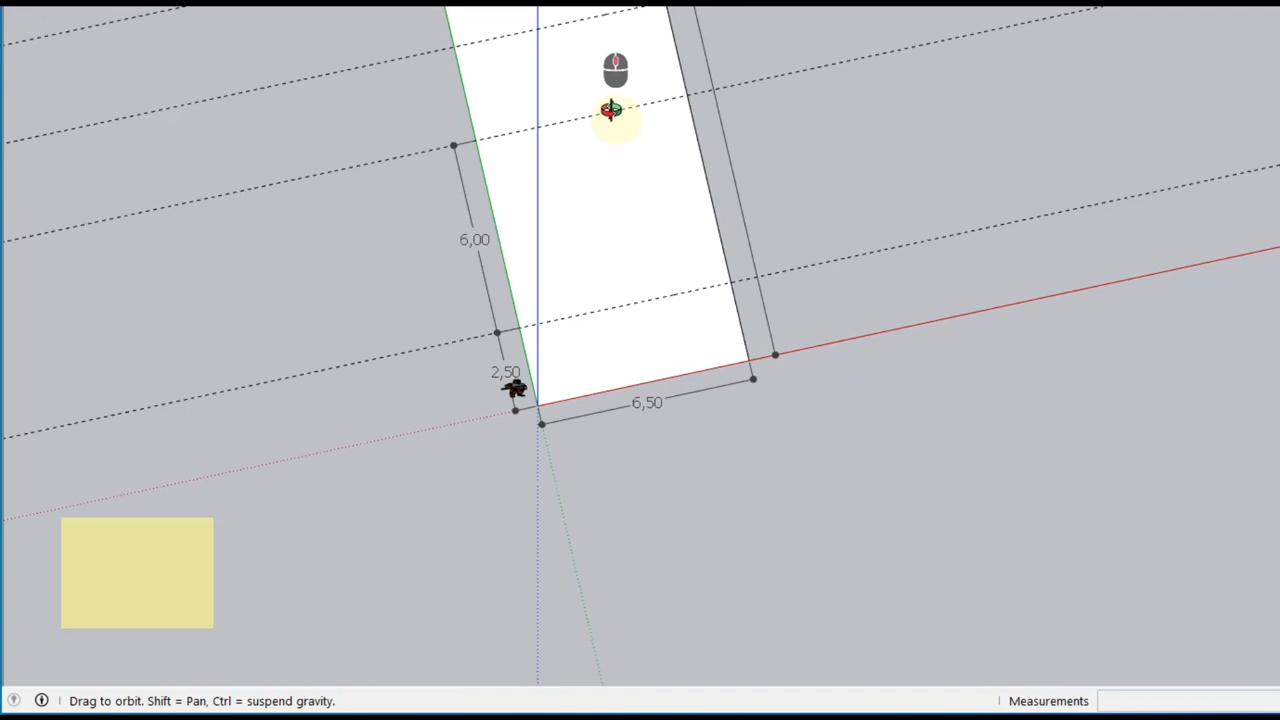 6,00
2,50
6,50
Drag to orbit. Shift = Pan, Ctrl = suspend gravity.
Measurements